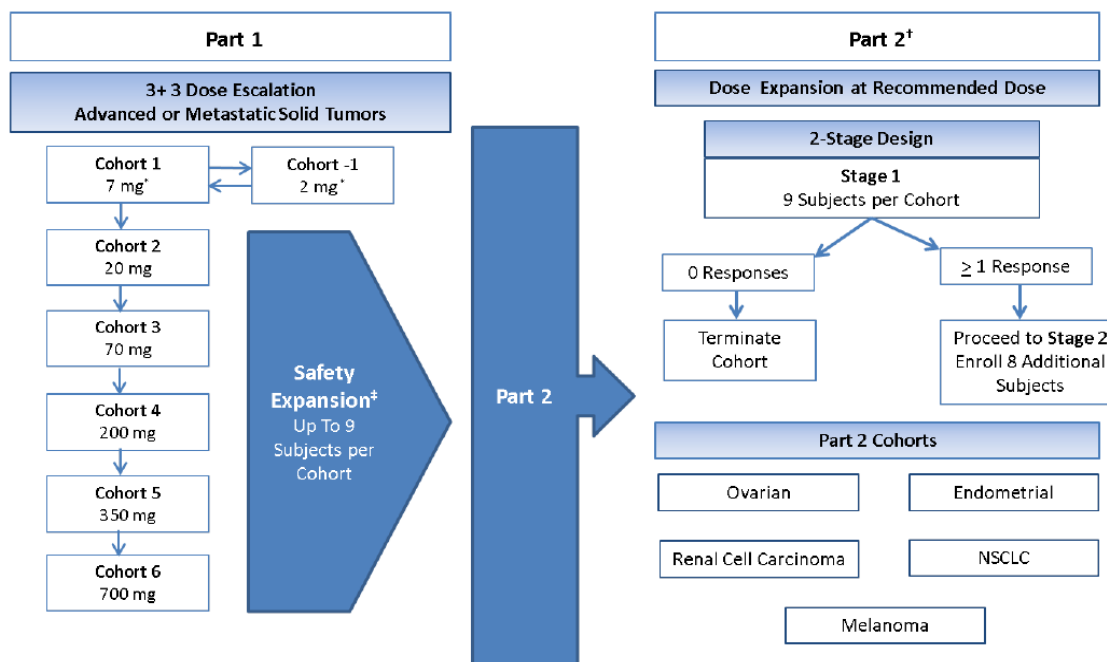 Part 1
3+ 3 Dose Escalation
Advanced or Metastatic Solid Tumors
Cohort 1
7 mg*
Cohort -1
2 mg*
Cohort 2
20 mg
Cohort 3
70 mg
Cohort 4
200 mg
Cohort 5
350 mg
Cohort 6
700 mg
Safety
Expansion‡
Up To 9
Subjects per
Cohort
Part 2
Part 2†
Dose Expansion at Recommended Dose
2-Stage Design
Stage 1
9 Subjects per Cohort
0 Responses
≥ 1 Response
Terminate
Cohort
Proceed to Stage 2
Enroll 8 Additional
Subjects
Part 2 Cohorts
Ovarian
Endometrial
Renal Cell Carcinoma
NSCLC
Melanoma